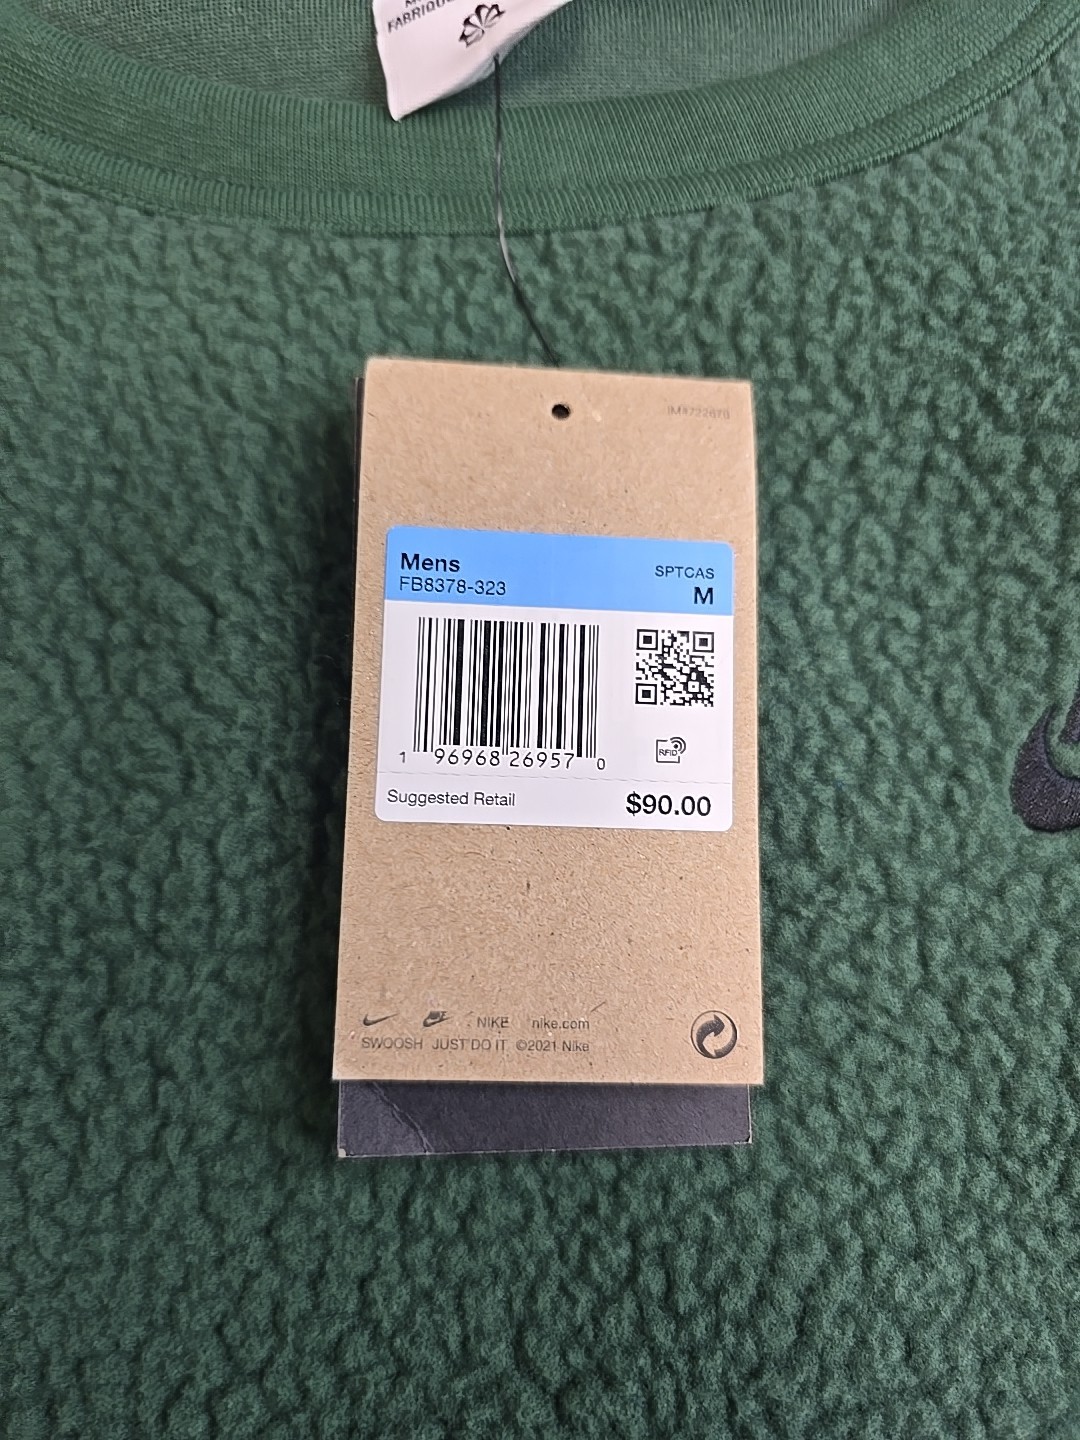 FABRIQU
Mens
SPTCAS
FB8378-323
M
1 96968 26957 0
RFID
Suggested Retail
$90.00
NIKE nike.com
SWOOSH JUST DO IT ©2021 Nike